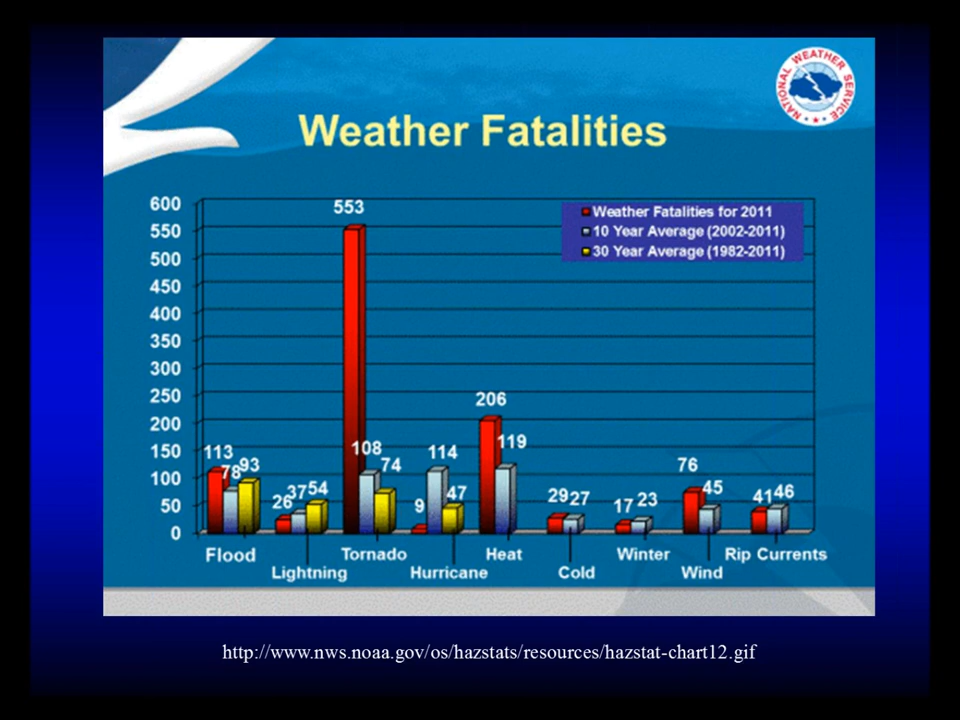 NATIONAL WEATHER SERVICE
Weather Fatalities
Weather Fatalities for 2011
10 Year Average (2002-2011)
30 Year Average (1982-2011)
600
550
500
450
400
350
300
250
200
150
100
50
0
113 78 93
26 37 54
553 108 74
9 114 47
206 119
29 27
17 23
76 45
41 46
Flood
Lightning
Tornado
Hurricane
Heat
Cold
Winter
Wind
Rip Currents
http://www.nws.noaa.gov/os/hazstats/resources/hazstat-chart12.gif